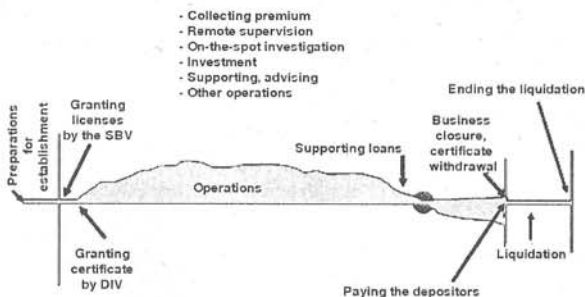 - Collecting premium
- Remote supervision
- On-the-spot investigation
- Investment
- Supporting, advising
- Other operations
Preparations
for
establishment
Granting
licenses
by the SBV
Operations
Granting
certificate
by DIV
Supporting loans
Business
closure,
certificate
withdrawal
Ending the liquidation
Paying the depositors
Liquidation